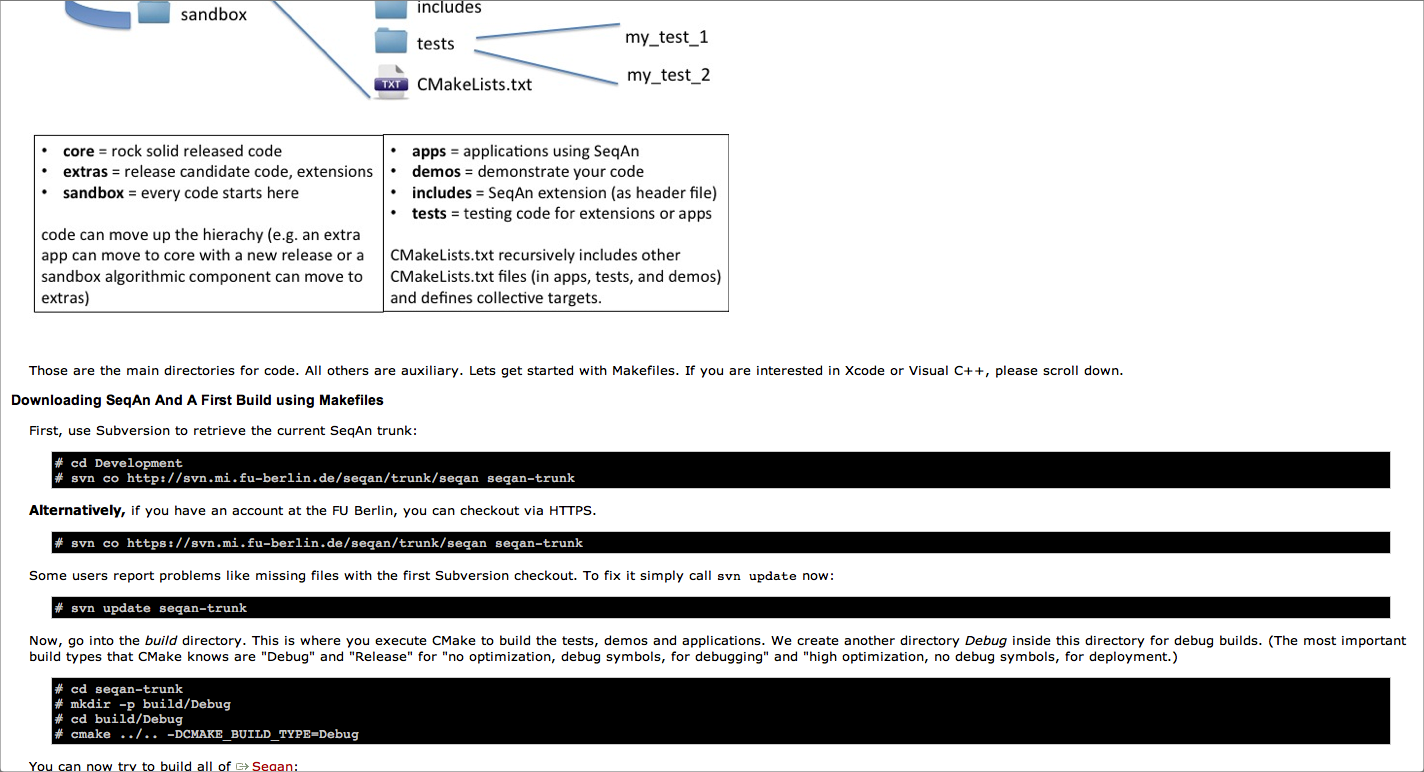 sandbox
includes
tests
my_test_1
my_test_2
TXT
CMakeLists.txt
• core = rock solid released code
• extras = release candidate code, extensions
• sandbox = every code starts here
code can move up the hierachy (e.g. an extra
app can move to core with a new release or a
sandbox algorithmic component can move to
extras)
• apps = applications using SeqAn
• demos = demonstrate your code
• includes = SeqAn extension (as header file)
• tests = testing code for extensions or apps
CMakeLists.txt recursively includes other
CMakeLists.txt files (in apps, tests, and demos)
and defines collective targets.
Those are the main directories for code. All others are auxiliary. Lets get started with Makefiles. If you are interested in Xcode or Visual C++, please scroll down.
Downloading SeqAn And A First Build using Makefiles
First, use Subversion to retrieve the current SeqAn trunk:
# cd Development
# svn co http://svn.mi.fu-berlin.de/seqan/trunk/seqan seqan-trunk
Alternatively, if you have an account at the FU Berlin, you can checkout via HTTPS.
# svn co https://svn.mi.fu-berlin.de/seqan/trunk/seqan seqan-trunk
Some users report problems like missing files with the first Subversion checkout. To fix it simply call svn update now:
# svn update seqan-trunk
Now, go into the build directory. This is where you execute CMake to build the tests, demos and applications. We create another directory Debug inside this directory for debug builds. (The most important
build types that CMake knows are "Debug" and "Release" for "no optimization, debug symbols, for debugging" and "high optimization, no debug symbols, for deployment.)
# cd seqan-trunk
# mkdir -p build/Debug
# cd build/Debug
# cmake ../.. -DCMAKE_BUILD_TYPE=Debug
You can now try to build all of Seqan: